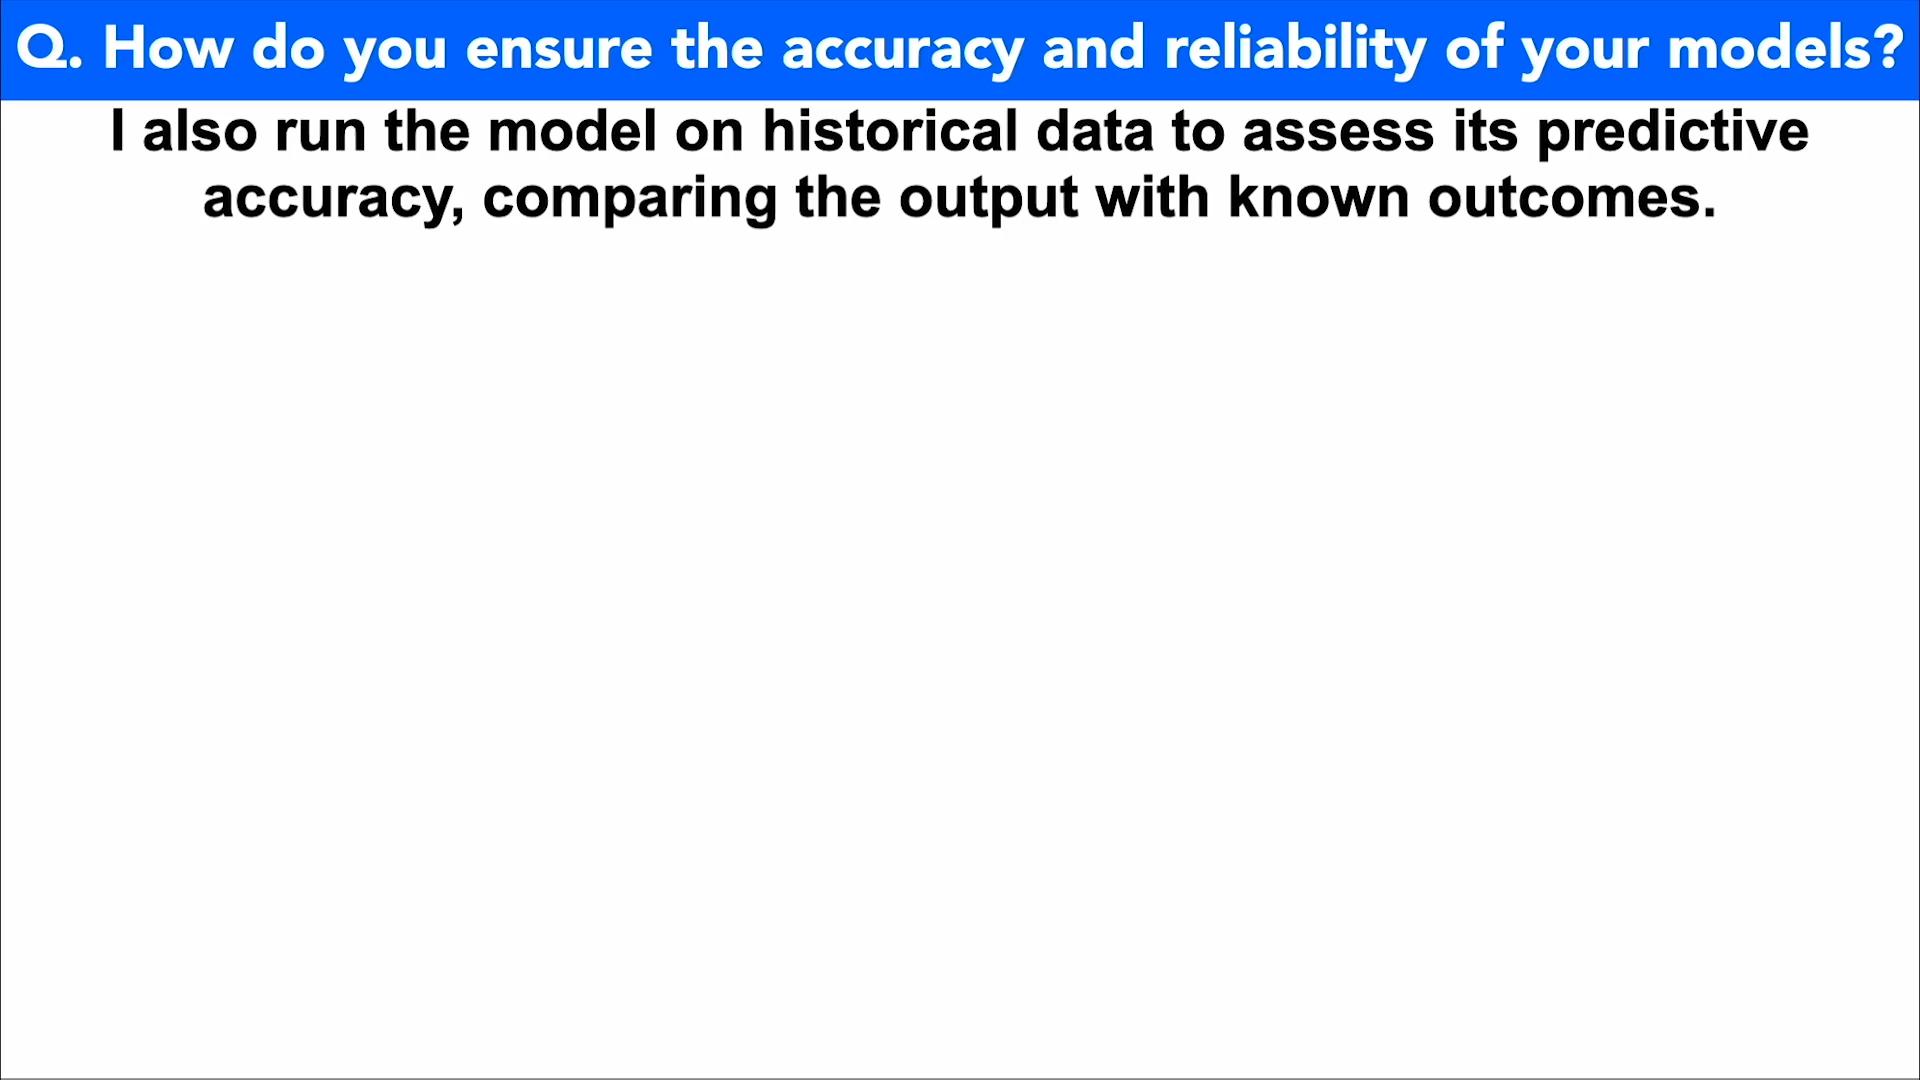 Q. How do you ensure the accuracy and reliability of your models?
I also run the model on historical data to assess its predictive
accuracy, comparing the output with known outcomes.